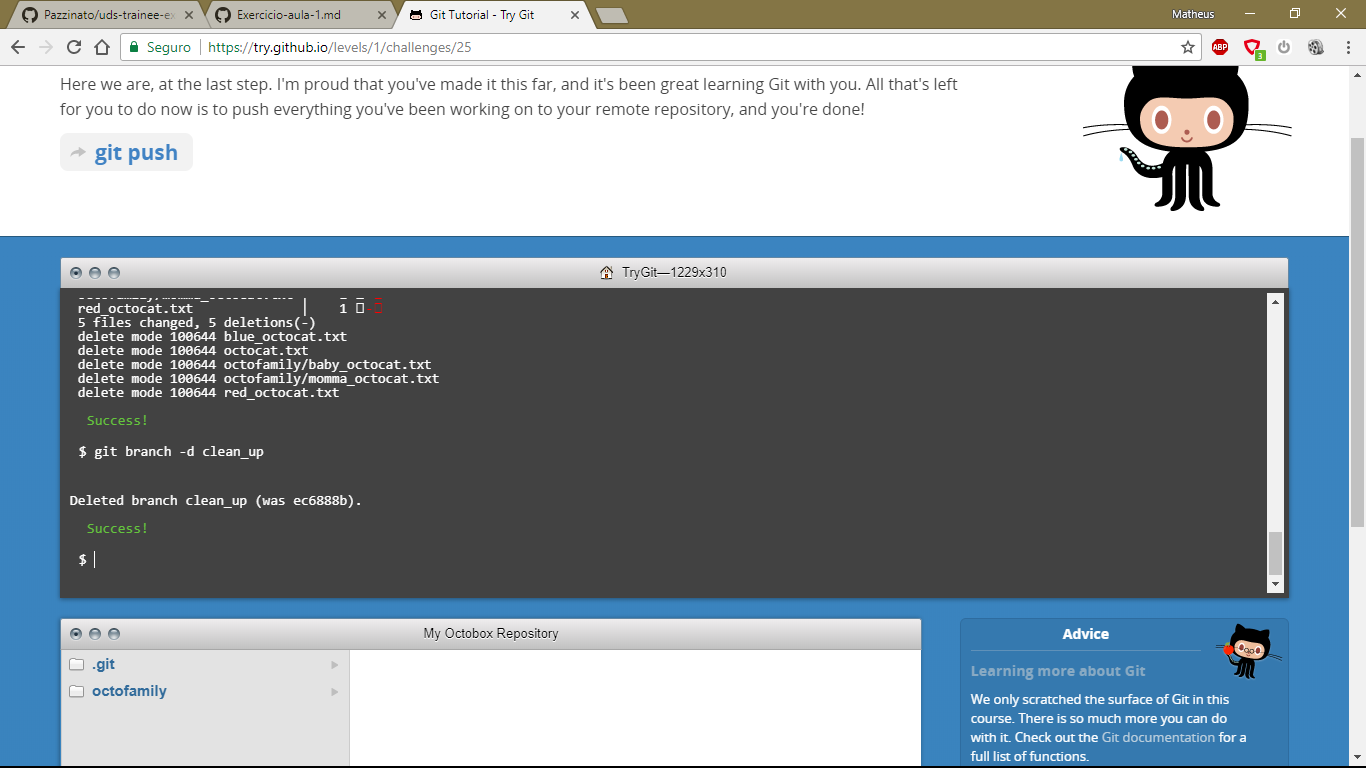 Pazzinato/uds-trainee-ex
Exercicio-aula-1.md
Git Tutorial - Try Git
Matheus
Seguro
https://try.github.io/levels/1/challenges/25
ABP
3
Here we are, at the last step. I'm proud that you've made it this far, and it's been great learning Git with you. All that's left
for you to do now is to push everything you've been working on to your remote repository, and you're done!
git push
TryGit—1229x310
red_octocat.txt | 1
5 files changed, 5 deletions(-)
delete mode 100644 blue_octocat.txt
delete mode 100644 octocat.txt
delete mode 100644 octofamily/baby_octocat.txt
delete mode 100644 octofamily/momma_octocat.txt
delete mode 100644 red_octocat.txt
Success!
$ git branch -d clean_up
Deleted branch clean_up (was ec6888b).
Success!
$
My Octobox Repository
.git
octofamily
Advice
Learning more about Git
We only scratched the surface of Git in this
course. There is so much more you can do
with it. Check out the Git documentation for a
full list of functions.